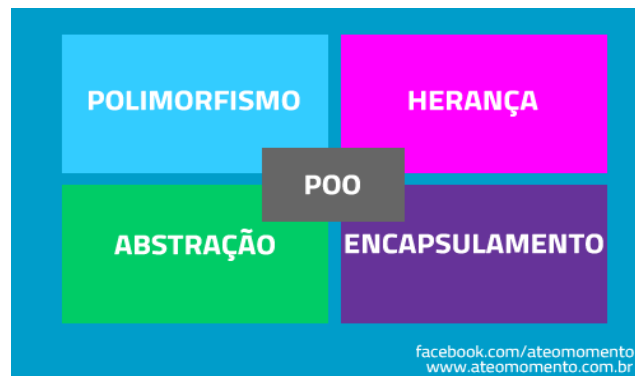 POLIMORFISMO
HERANÇA
POO
ABSTRAÇÃO
ENCAPSULAMENTO
facebook.com/ateomomento
www.ateomomento.com.br